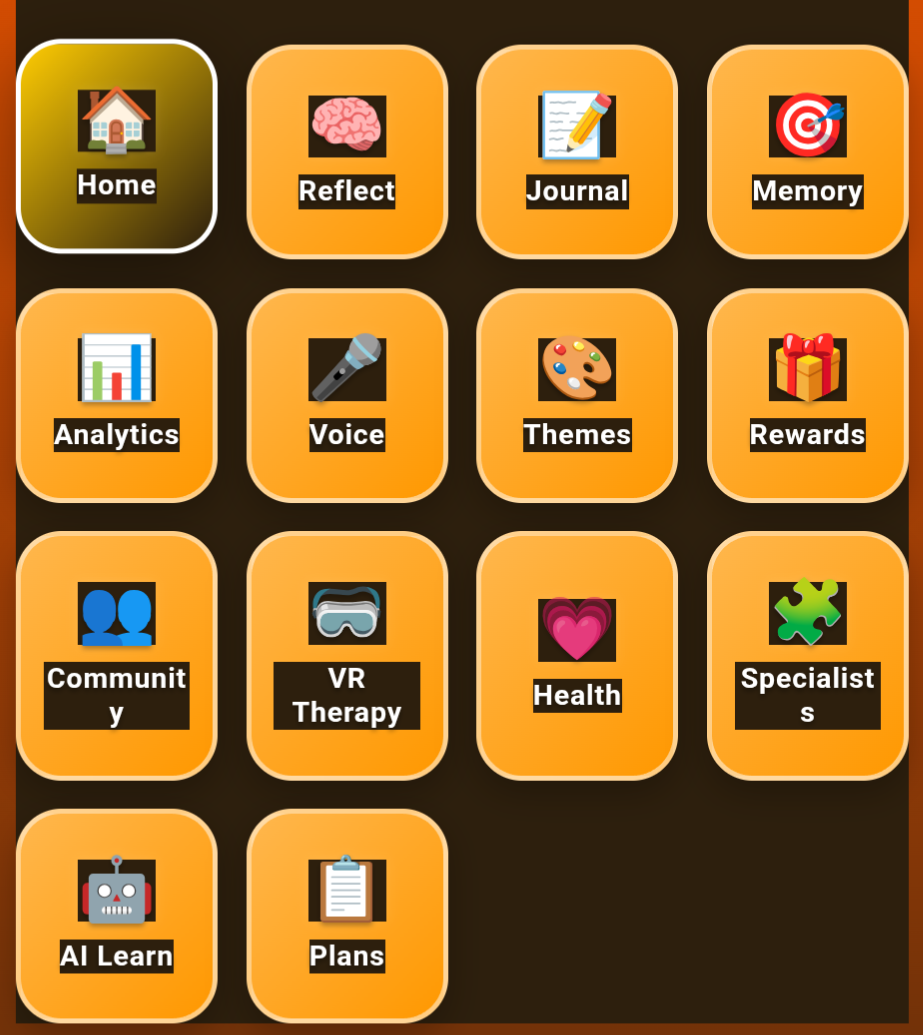 Home
Reflect
Journal
Memory
Analytics
Voice
Themes
Rewards
Communit
y
VR
Therapy
Health
Specialist
s
AI Learn
Plans